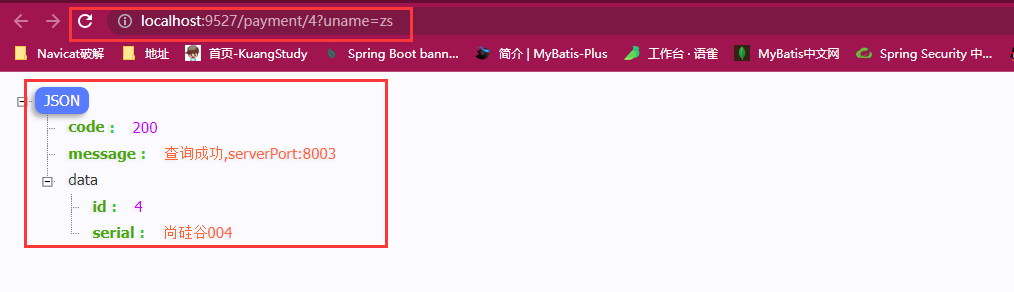 localhost:9527/payment/4?uname=zs
Navicat破解 地址 首页-KuangStudy Spring Boot bann... 简介 | MyBatis-Plus 工作台 · 语雀 MyBatis中文网 Spring Security 中...
JSON
code : 200
message : 查询成功,serverPort:8003
data
id : 4
serial : 尚硅谷004